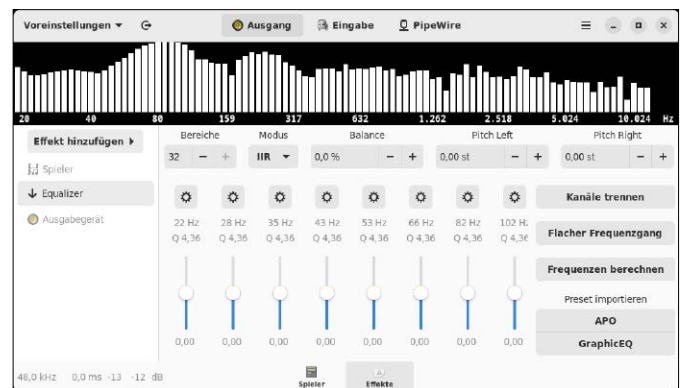 Voreinstellungen Ausgang Eingabe PipeWire
20 40 80 159 317 632 1.262 2.518 5.024 10.024 Hz
Effekt hinzufügen
Spieler
Equalizer
Ausgabegerät
Bereiche Modus Balance Pitch Left Pitch Right
32 − + IIR 0,0 % − + 0,00 st − + 0,00 st − +
22 Hz 28 Hz 35 Hz 43 Hz 53 Hz 66 Hz 82 Hz 102 Hz
Q 4,36 Q 4,36 Q 4,36 Q 4,36 Q 4,36 Q 4,36 Q 4,36 Q 4,36
0,00 0,00 0,00 0,00 0,00 0,00 0,00 0,00
Kanäle trennen
Flacher Frequenzgang
Frequenzen berechnen
Preset importieren
APO
GraphicEQ
48,0 kHz 0,0 ms -13 -12 dB
Spieler Effekte